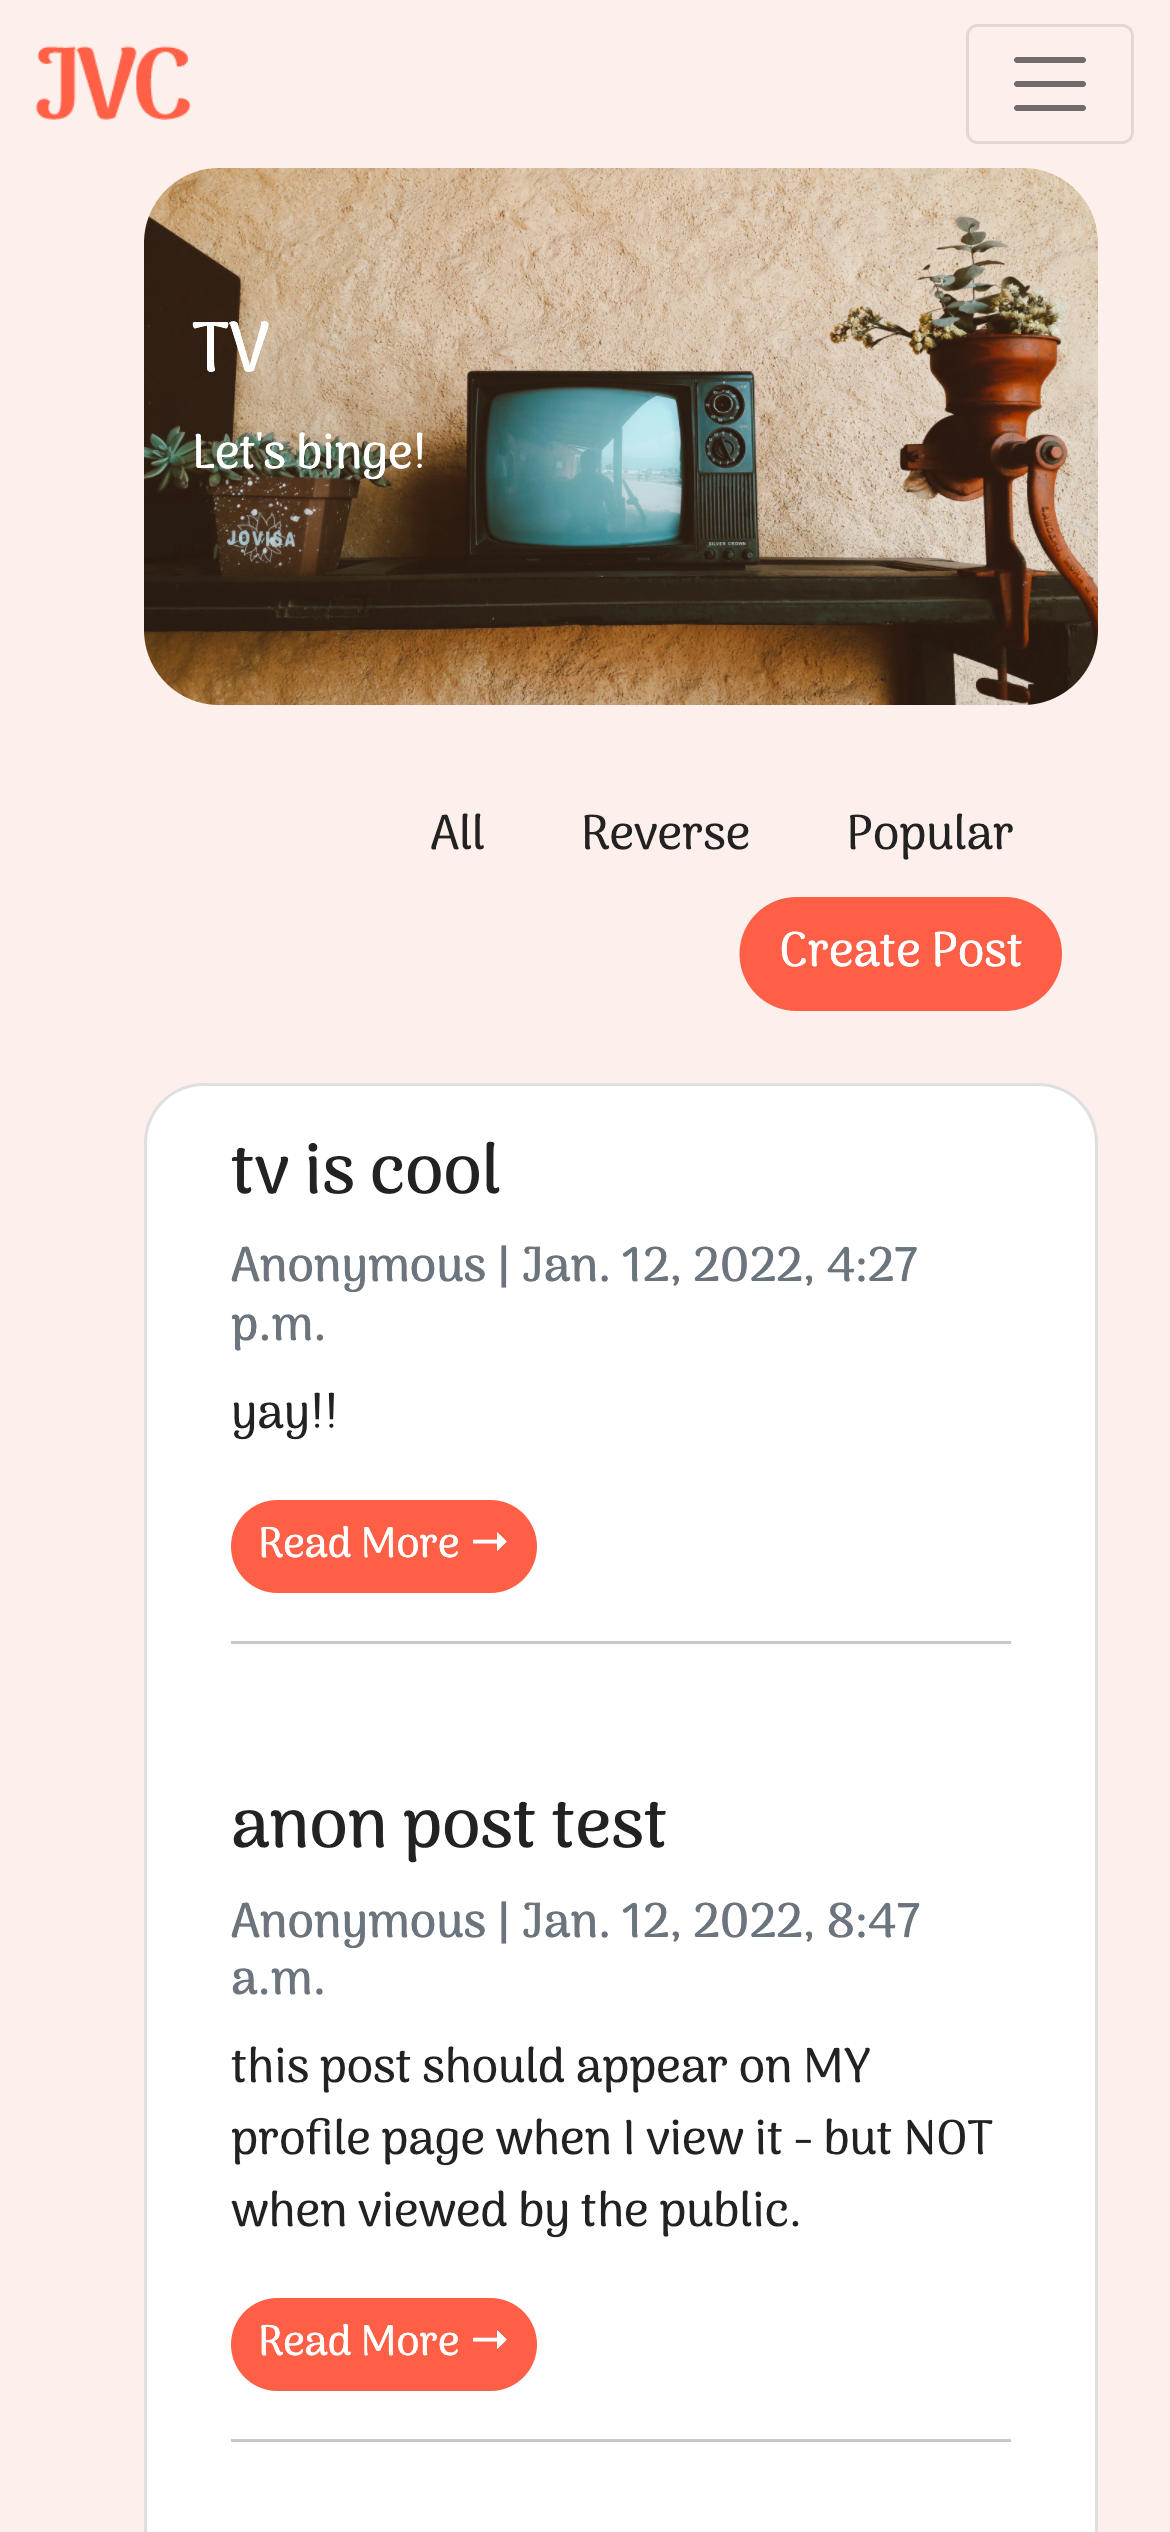 JVC
TV
Let's binge!
JOVISA
SILVER CROWN
All Reverse Popular
Create Post
tv is cool
Anonymous | Jan. 12, 2022, 4:27
p.m.
yay!!
Read More →
anon post test
Anonymous | Jan. 12, 2022, 8:47
a.m.
this post should appear on MY
profile page when I view it - but NOT
when viewed by the public.
Read More →